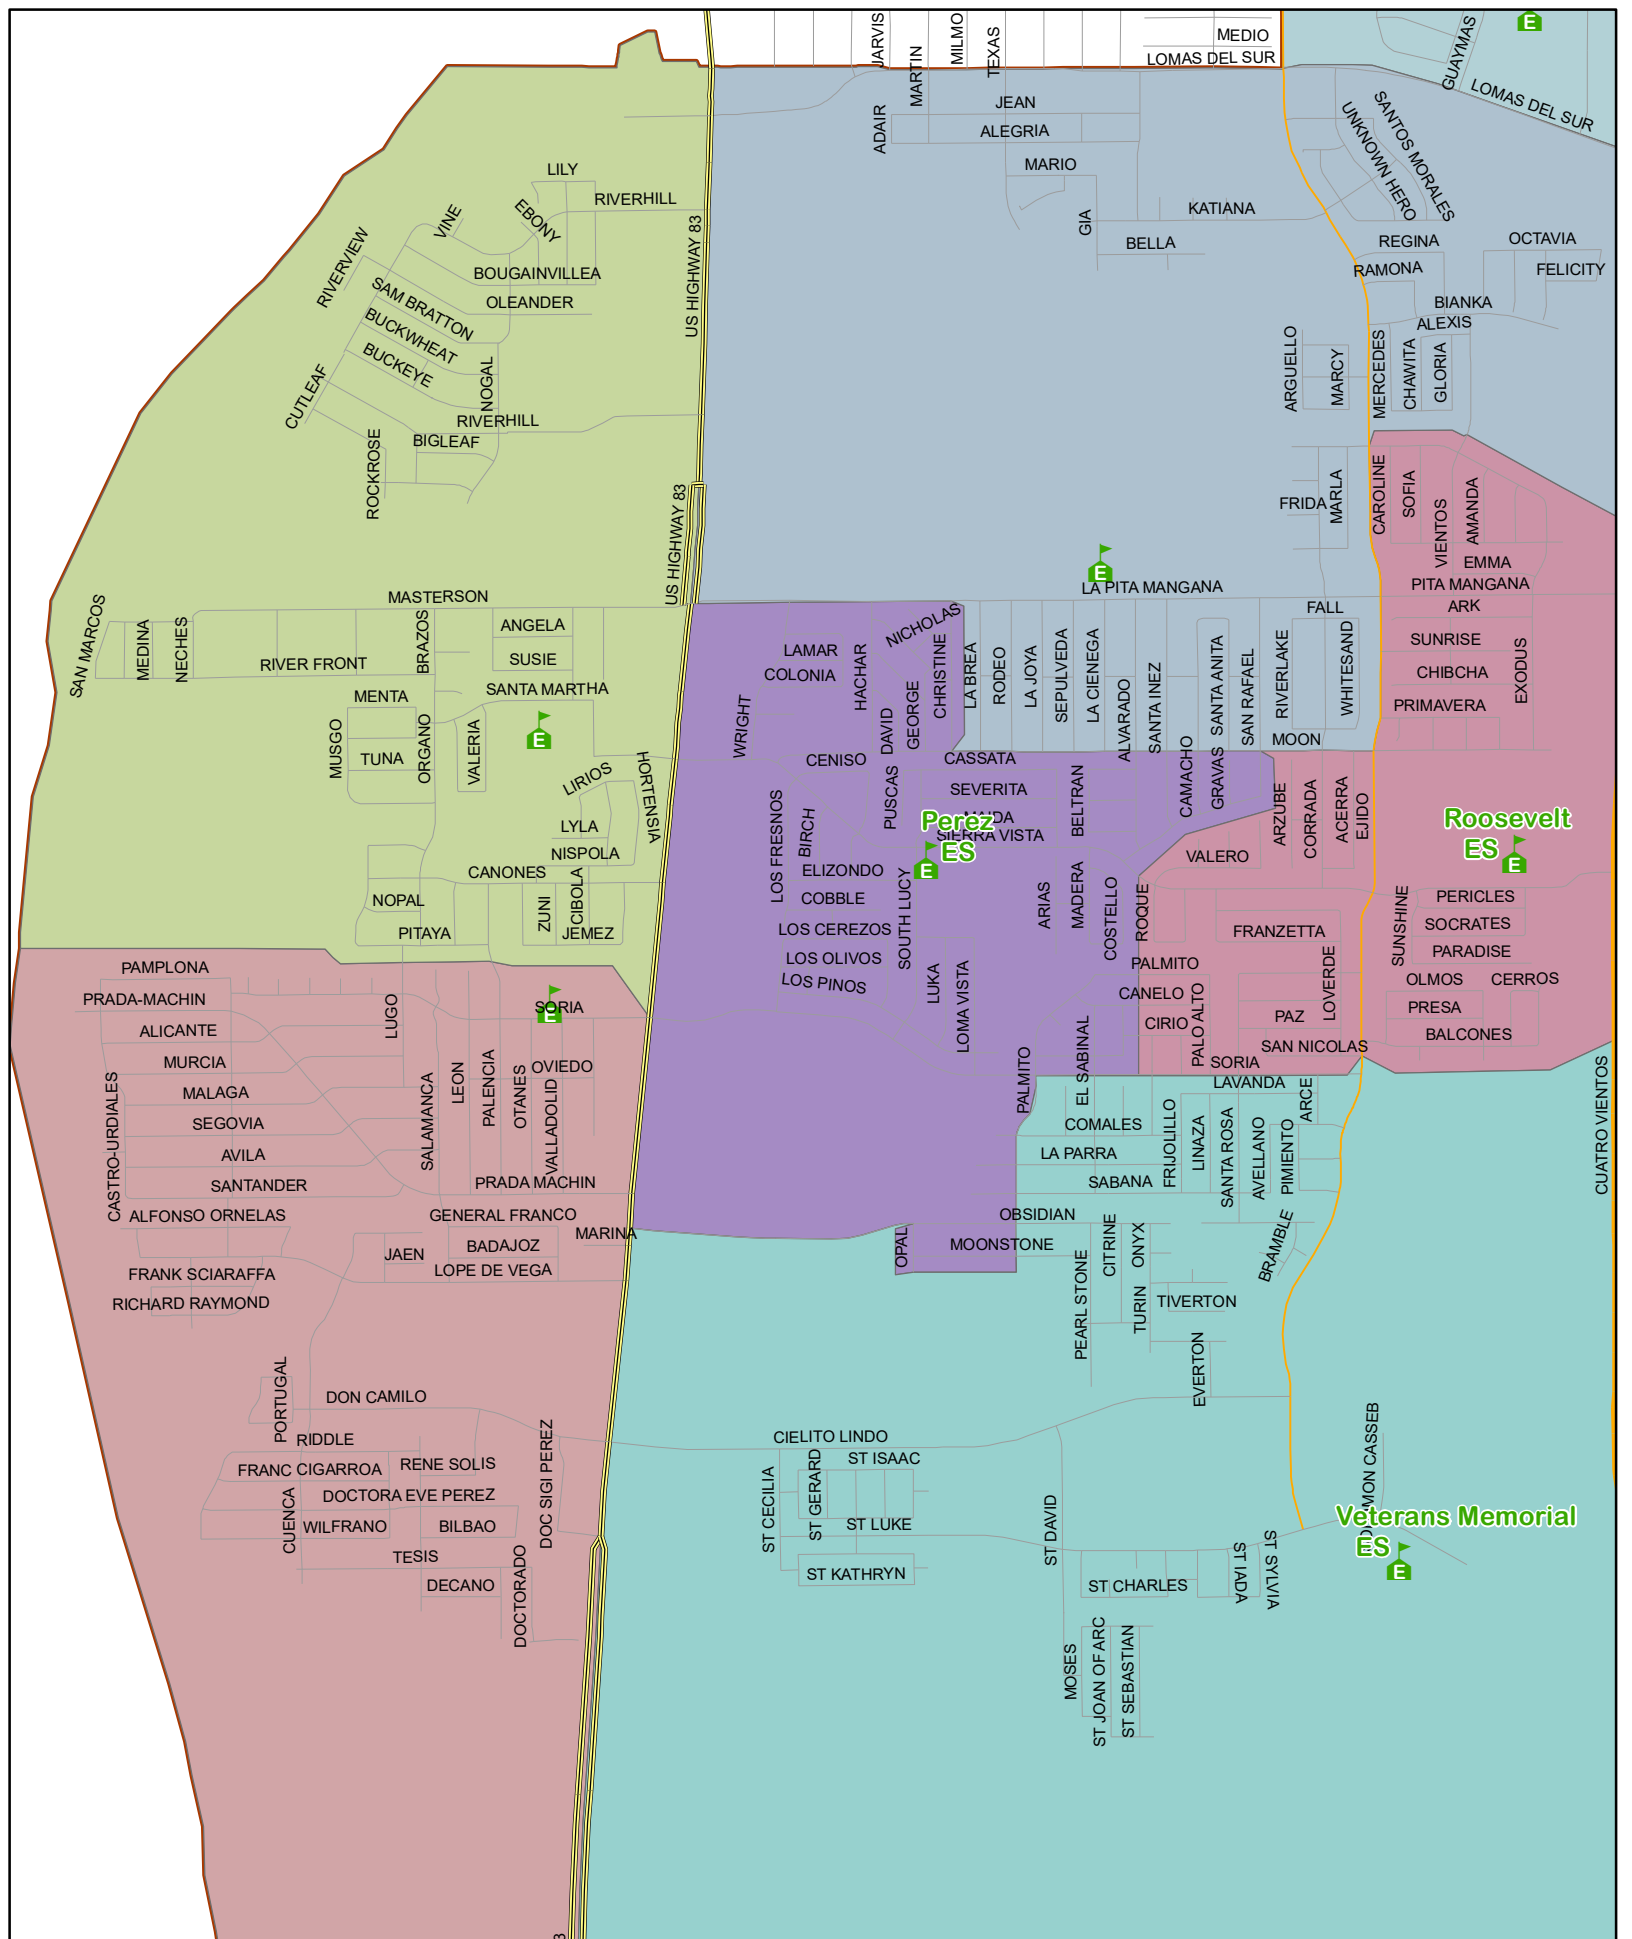 JARVIS
MARTIN
MILMO
TEXAS
MEDIO
LOMAS DEL SUR
GUAYMAS
E
LOMAS DEL SUR
ADAIR
JEAN
ALEGRIA
MARIO
GIA
KATIANA
BELLA
UNKNOWN HERO
SANTOS MORALES
REGINA
OCTAVIA
RAMONA
FELICITY
BIANKA
ALEXIS
ARGUELLO
MARCY
MERCEDES
CHAWITA
GLORIA
LILY
RIVERHILL
EBONY
VINE
RIVERVIEW
BOUGAINVILLEA
OLEANDER
SAM BRATTON
BUCKWHEAT
BUCKEYE
NOGAL
CUTLEAF
RIVERHILL
BIGLEAF
ROCKROSE
US HIGHWAY 83
US HIGHWAY 83
FRIDA
MARLA
CAROLINE
SOFIA
VIENTOS
AMANDA
EMMA
PITA MANGANA
ARK
SUNRISE
CHIBCHA
PRIMAVERA
EXODUS
E
LA PITA MANGANA
FALL
MASTERSON
SAN MARCOS
MEDINA
NECHES
RIVER FRONT
BRAZOS
ANGELA
SUSIE
SANTA MARTHA
MENTA
MUSGO
TUNA
ORGANO
VALERIA
E
LIRIOS
HORTENSIA
LYLA
NISPOLA
CANONES
NOPAL
PITAYA
ZUNI
CIBOLA
JEMEZ
NICHOLAS
LAMAR
COLONIA
HACHAR
CHRISTINE
WRIGHT
DAVID
GEORGE
LA BREA
RODEO
LA JOYA
SEPULVEDA
LA CIENEGA
ALVARADO
SANTA INEZ
SANTA ANITA
SAN RAFAEL
RIVERLAKE
WHITESAND
MOON
CENISO
CASSATA
SEVERITA
PUSCAS
BELTRAN
CAMACHO
GRAVAS
ARZUBE
CORRADA
ACERRA
EJIDO
SIERRA VISTA
Perez
ES
E
LOS FRESNOS
BIRCH
ELIZONDO
COBBLE
LOS CEREZOS
LOS OLIVOS
LOS PINOS
SOUTH LUCY
LUKA
LOMA VISTA
ARIAS
MADERA
COSTELLO
ROQUE
VALERO
FRANZETTA
LOVERDE
PALMITO
CANELO
CIRIO
PALO ALTO
PAZ
SAN NICOLAS
SORIA
Roosevelt
ES
E
SUNSHINE
PERICLES
SOCRATES
PARADISE
OLMOS
CERROS
PRESA
BALCONES
CUATRO VIENTOS
PAMPLONA
PRADA-MACHIN
ALICANTE
MURCIA
MALAGA
SEGOVIA
AVILA
SANTANDER
CASTRO-URDIALES
ALFONSO ORNELAS
FRANK SCIARAFFA
RICHARD RAYMOND
LUGO
SALAMANCA
LEON
PALENCIA
OTANES
VALLADOLID
OVIEDO
SORIA
E
PRADA MACHIN
GENERAL FRANCO
MARINA
BADAJOZ
JAEN
LOPE DE VEGA
PALMITO
EL SABINAL
LAVANDA
ARCE
COMALES
LA PARRA
SABANA
FRIJOLILLO
LINAZA
SANTA ROSA
AVELLANO
PIMIENTO
OBSIDIAN
MOONSTONE
OPAL
PEARL STONE
CITRINE
ONYX
TURIN
BRAMBLE
TIVERTON
EVERTON
PORTUGAL
DON CAMILO
RIDDLE
FRANC CIGARROA
RENE SOLIS
DOCTORA EVE PEREZ
CUENCA
WILFRANO
BILBAO
TESIS
DECANO
DOCTORADO
DOC SIGI PEREZ
CIELITO LINDO
ST CECILIA
ST GERARD
ST ISAAC
ST LUKE
ST KATHRYN
ST DAVID
ST CHARLES
ST IADA
ST SYLVIA
MOSES
ST JOAN OF ARC
ST SEBASTIAN
CASSEB
Veterans Memorial
ES
E